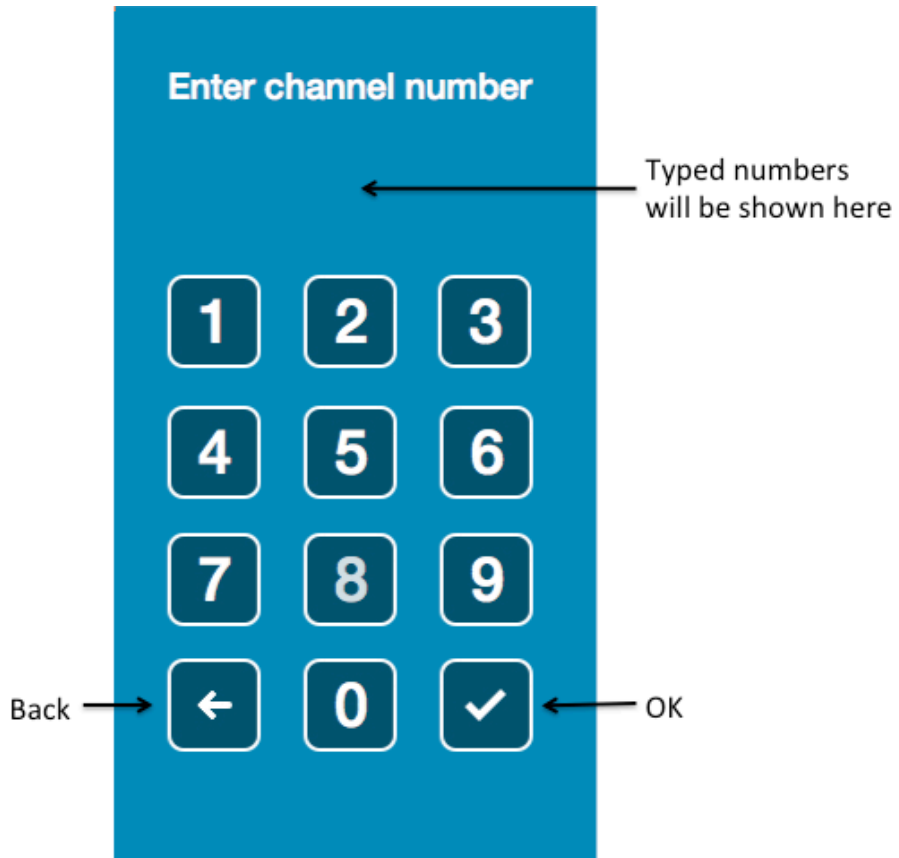 Enter channel number
Typed numbers
will be shown here
1 2 3
4 5 6
7 8 9
Back
0
OK